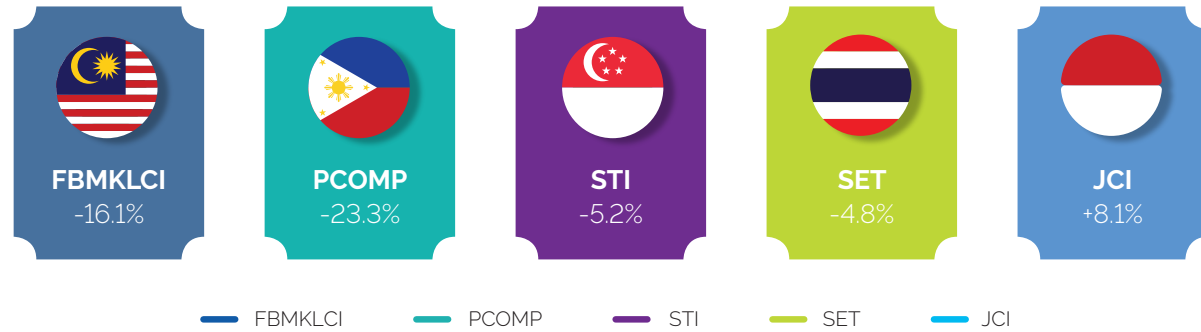 FBMKLCI
-16.1%
PCOMP
-23.3%
STI
-5.2%
SET
-4.8%
JCI
+8.1%
FBMKLCI PCOMP STI SET JCI